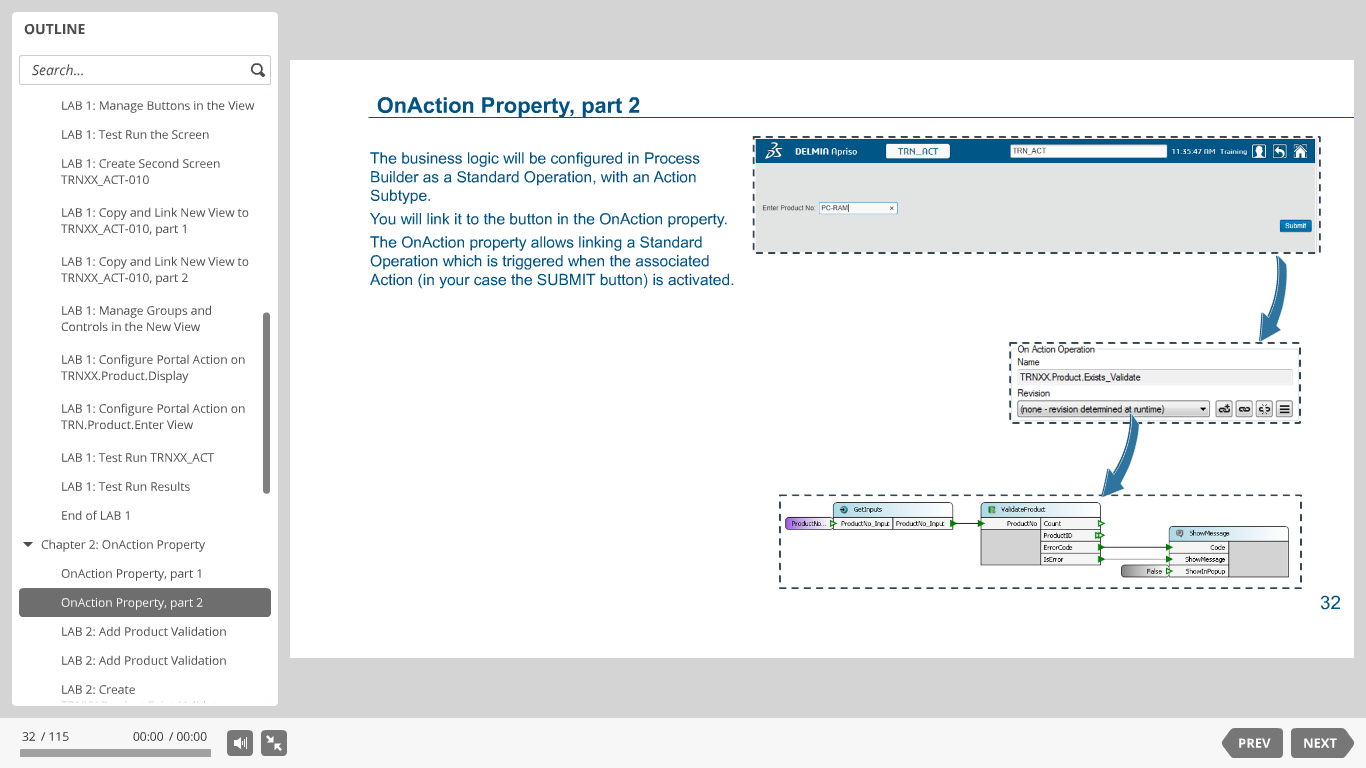 OUTLINE
Search...
LAB 1: Manage Buttons in the View
LAB 1: Test Run the Screen
LAB 1: Create Second Screen
TRNXX_ACT-010
LAB 1: Copy and Link New View to
TRNXX_ACT-010, part 1
LAB 1: Copy and Link New View to
TRNXX_ACT-010, part 2
LAB 1: Manage Groups and
Controls in the New View
LAB 1: Configure Portal Action on
TRNXX.Product.Display
LAB 1: Configure Portal Action on
TRN.Product.Enter View
LAB 1: Test Run TRNXX_ACT
LAB 1: Test Run Results
End of LAB 1
Chapter 2: OnAction Property
OnAction Property, part 1
OnAction Property, part 2
LAB 2: Add Product Validation
LAB 2: Add Product Validation
LAB 2: Create
OnAction Property, part 2
The business logic will be configured in Process
Builder as a Standard Operation, with an Action
Subtype.
You will link it to the button in the OnAction property.
The OnAction property allows linking a Standard
Operation which is triggered when the associated
Action (in your case the SUBMIT button) is activated.
DELMIA Apriso TRN_ACT TRN_ACT 11:35:47 AM Training
Enter Product No: PC-RAM ×
Submit
On Action Operation
Name
TRNXX.Product.Exists_Validate
Revision
(none - revision determined at runtime)
GetInputs
ProductNo... ProductNo_Input ProductNo_Input
ValidateProduct
ProductNo Count
ProductID
ErrorCode
IsError
ShowMessage
Code
ShowMessage
False ShowInPopup
32
32 / 115 00:00 / 00:00
PREV NEXT